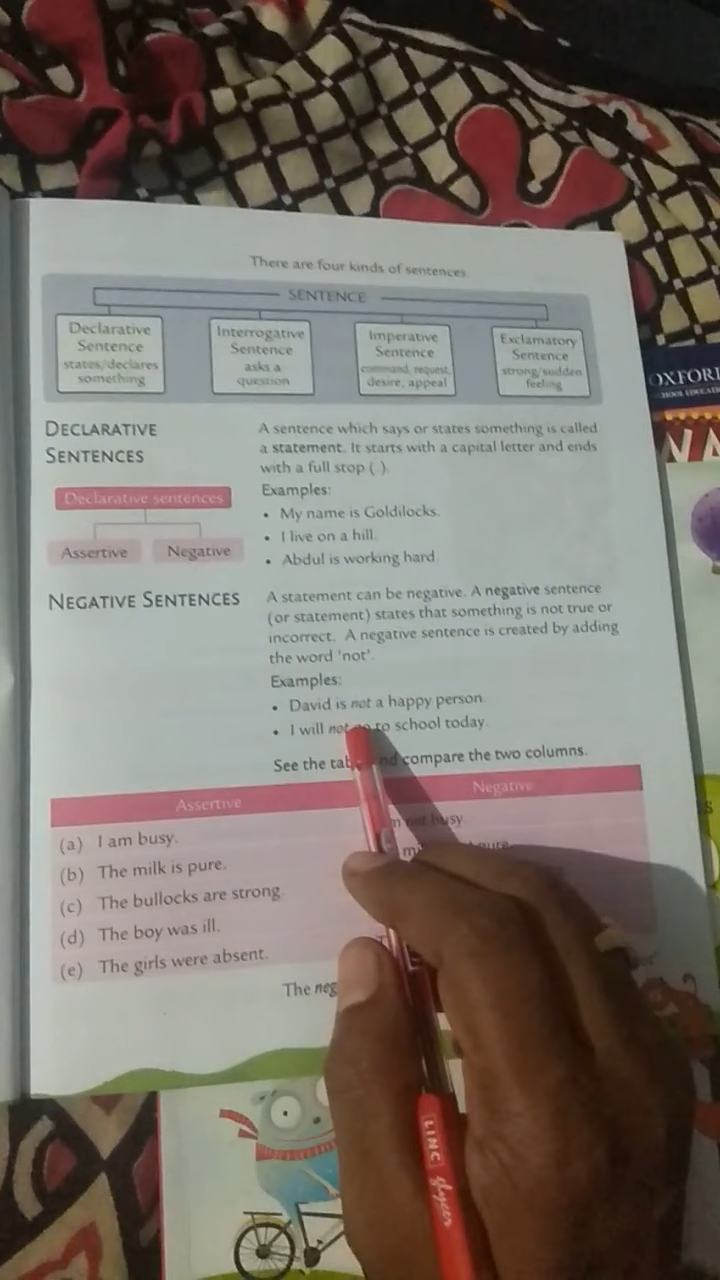 There are four kinds of sentences.
SENTENCE
Declarative
Sentence
states/declares
something
Interrogative
Sentence
asks a
question
Imperative
Sentence
command, request,
desire, appeal
Exclamatory
Sentence
strong/sudden
feeling
DECLARATIVE
SENTENCES
A sentence which says or states something is called
a statement. It starts with a capital letter and ends
with a full stop (.).
Declarative sentences
Assertive Negative
Examples:
• My name is Goldilocks.
• I live on a hill.
• Abdul is working hard.
NEGATIVE SENTENCES
A statement can be negative. A negative sentence
(or statement) states that something is not true or
incorrect. A negative sentence is created by adding
the word 'not'.
Examples:
• David is not a happy person.
• I will not to school today.
See the compare the two columns.
Assertive Negative
(a) I am busy. not busy.
(b) The milk is pure. pure.
(c) The bullocks are strong.
(d) The boy was ill.
(e) The girls were absent.
The
OXFORD
LINC glycer